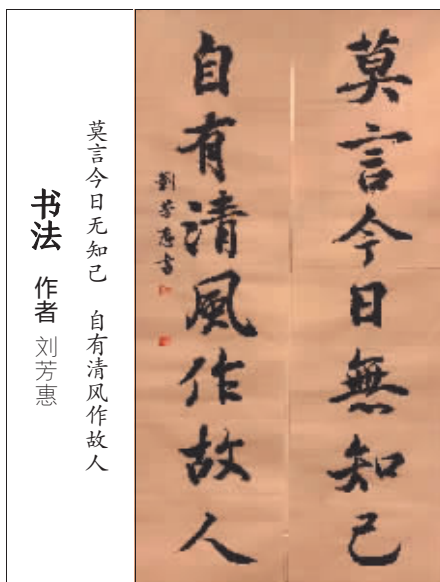 莫言今日無知己
自有清風作故人
劉芳惠書
莫言今日无知己 自有清风作故人
书法 作者 刘芳惠